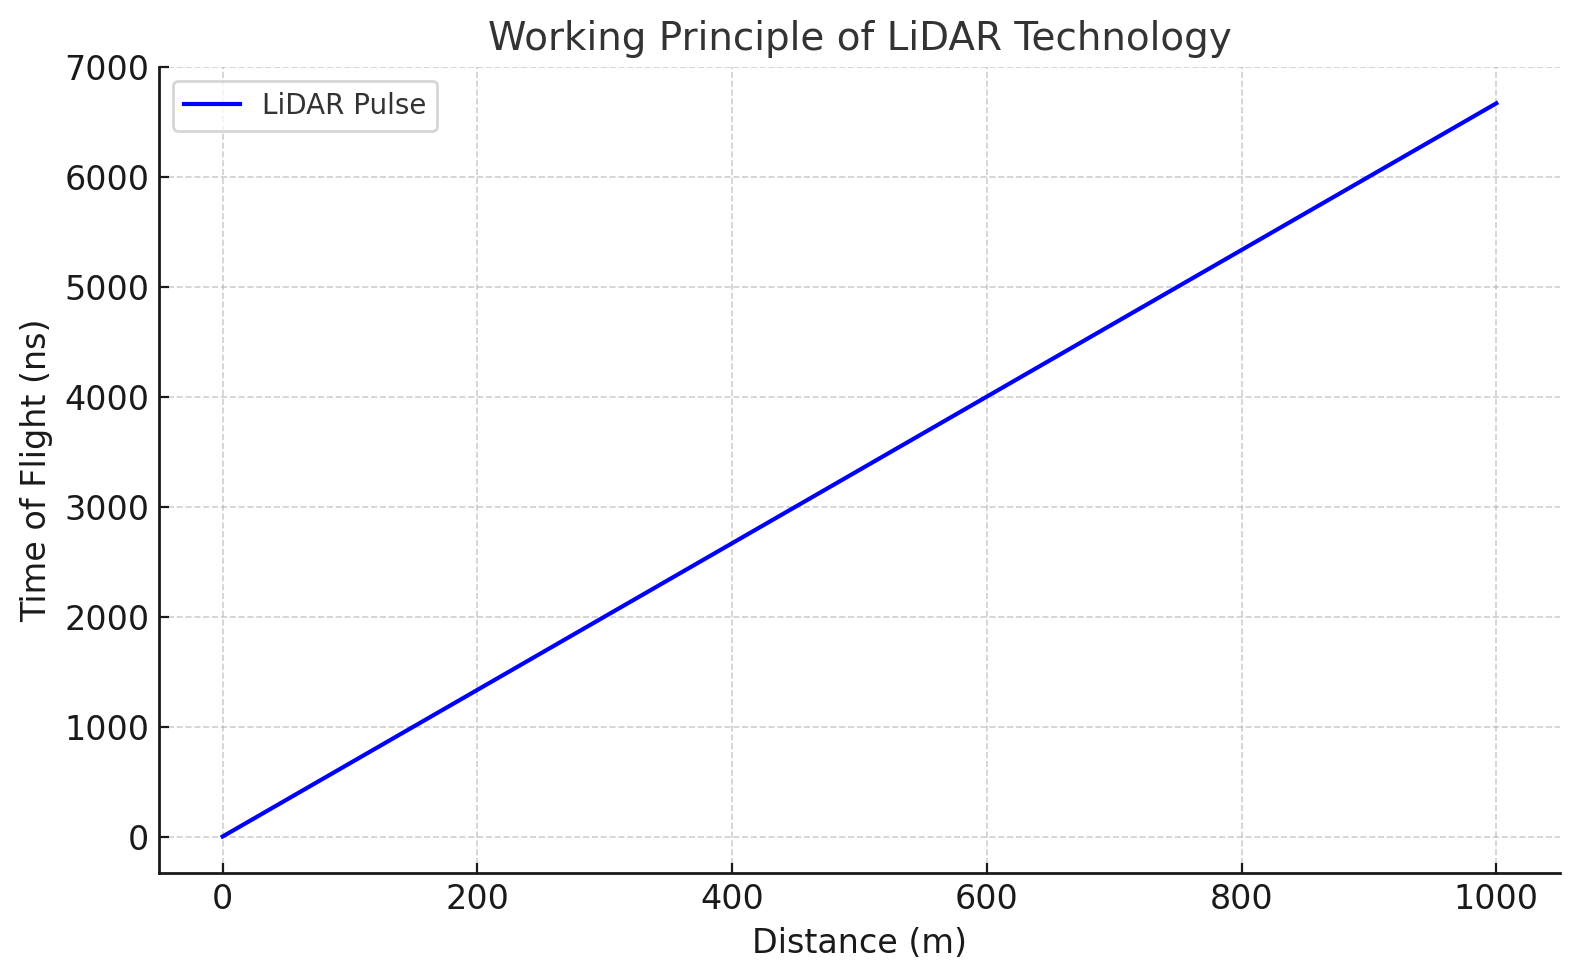 Working Principle of LiDAR Technology
LiDAR Pulse
7000
6000
5000
4000
3000
2000
1000
0
Time of Flight (ns)
0 200 400 600 800 1000
Distance (m)